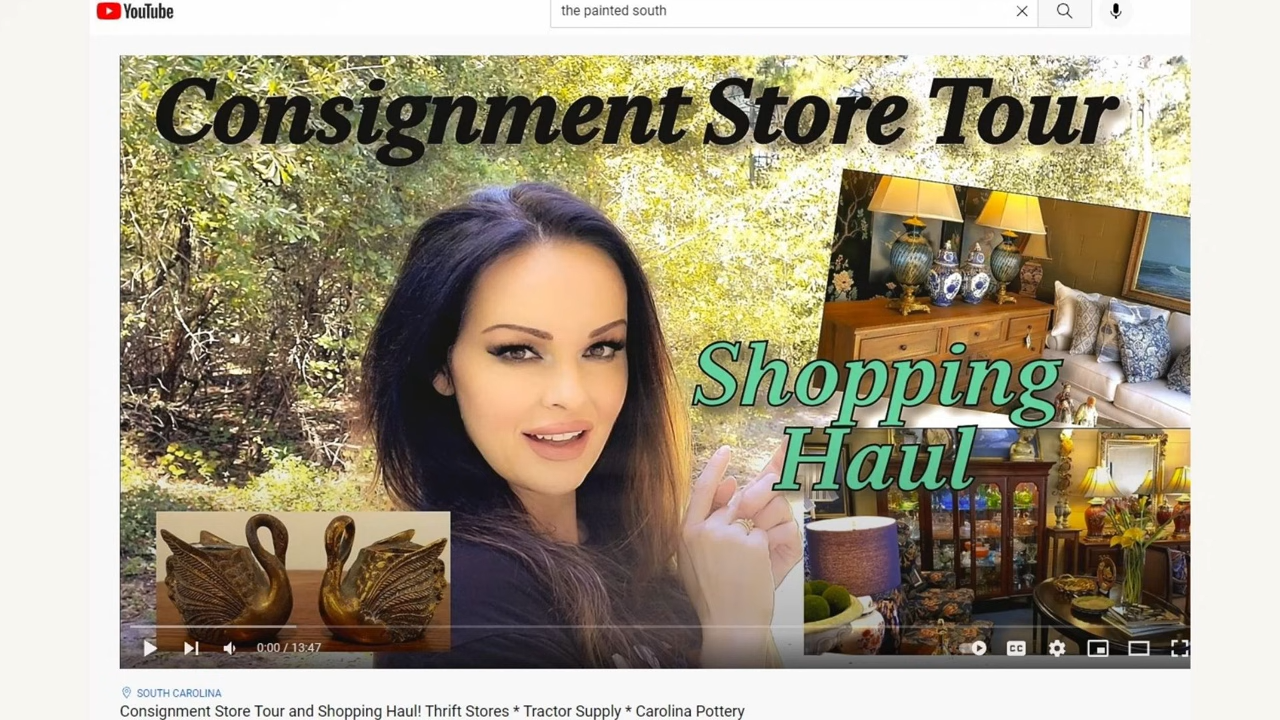 YouTube
the painted south
Consignment Store Tour
Shopping
Haul
0:00 / 13:47
CC
SOUTH CAROLINA
Consignment Store Tour and Shopping Haul! Thrift Stores * Tractor Supply * Carolina Pottery